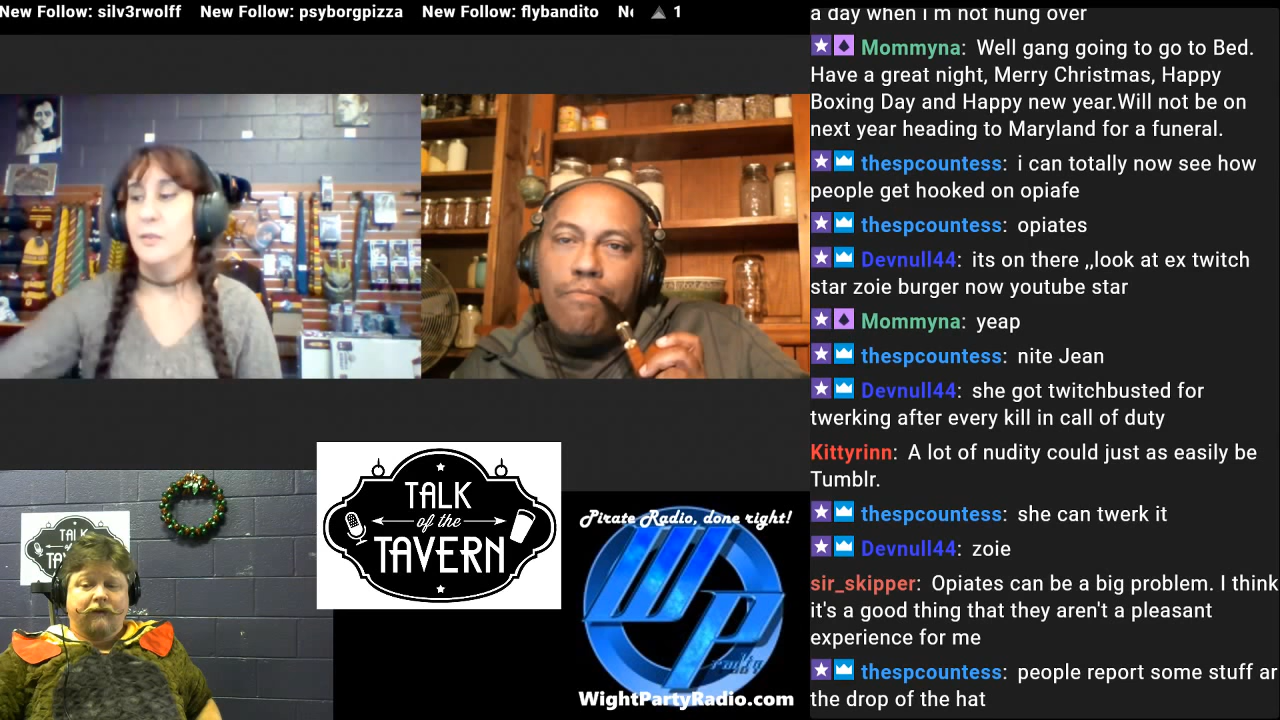 New Follow: silv3rwolff New Follow: psyborgpizza New Follow: flybandito Ne 1
a day when i'm not hung over
Mommyna: Well gang going to go to Bed.
Have a great night, Merry Christmas, Happy
Boxing Day and Happy new year.Will not be on
next year heading to Maryland for a funeral.
thespcountess: i can totally now see how
people get hooked on opiafe
thespcountess: opiates
Devnull44: its on there ,,look at ex twitch
star zoie burger now youtube star
Mommyna: yeap
thespcountess: nite Jean
Devnull44: she got twitchbusted for
twerking after every kill in call of duty
Kittyrinn: A lot of nudity could just as easily be
Tumblr.
thespcountess: she can twerk it
Devnull44: zoie
sir_skipper: Opiates can be a big problem. I think
it's a good thing that they aren't a pleasant
experience for me
thespcountess: people report some stuff ar
the drop of the hat
TALK
of the
TAVERN
TALK
of the
TAV
Pirate Radio, done right!
WP
radio
WightPartyRadio.com